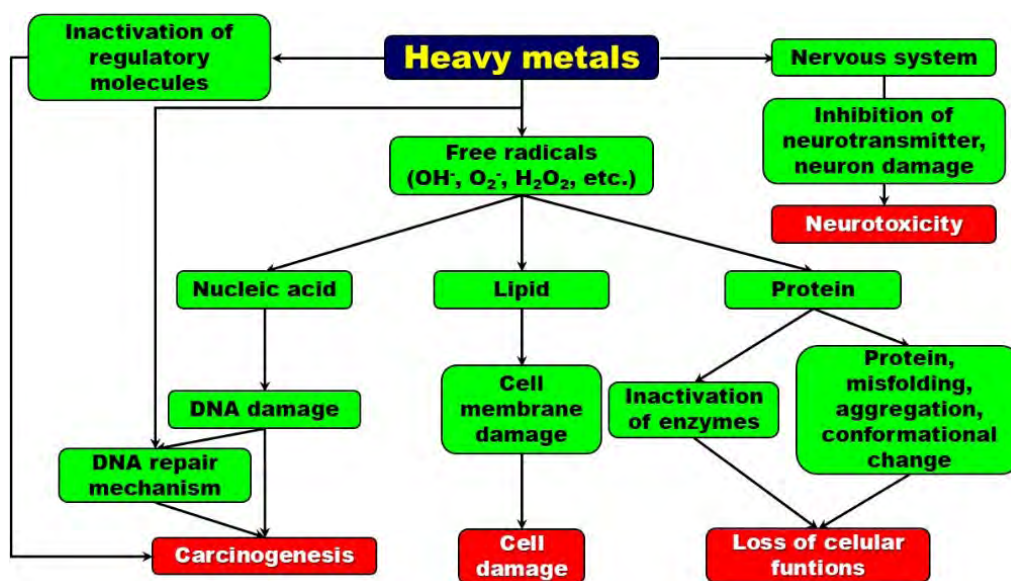 Inactivation of
regulatory
molecules
Heavy metals
Nervous system
Inhibition of
neurotransmitter,
neuron damage
Neurotoxicity
Free radicals
(OH⁻, O₂⁻, H₂O₂, etc.)
Nucleic acid
Lipid
Protein
DNA damage
Cell
membrane
damage
Inactivation
of enzymes
Protein,
misfolding,
aggregation,
conformational
change
DNA repair
mechanism
Carcinogenesis
Cell
damage
Loss of celular
funtions